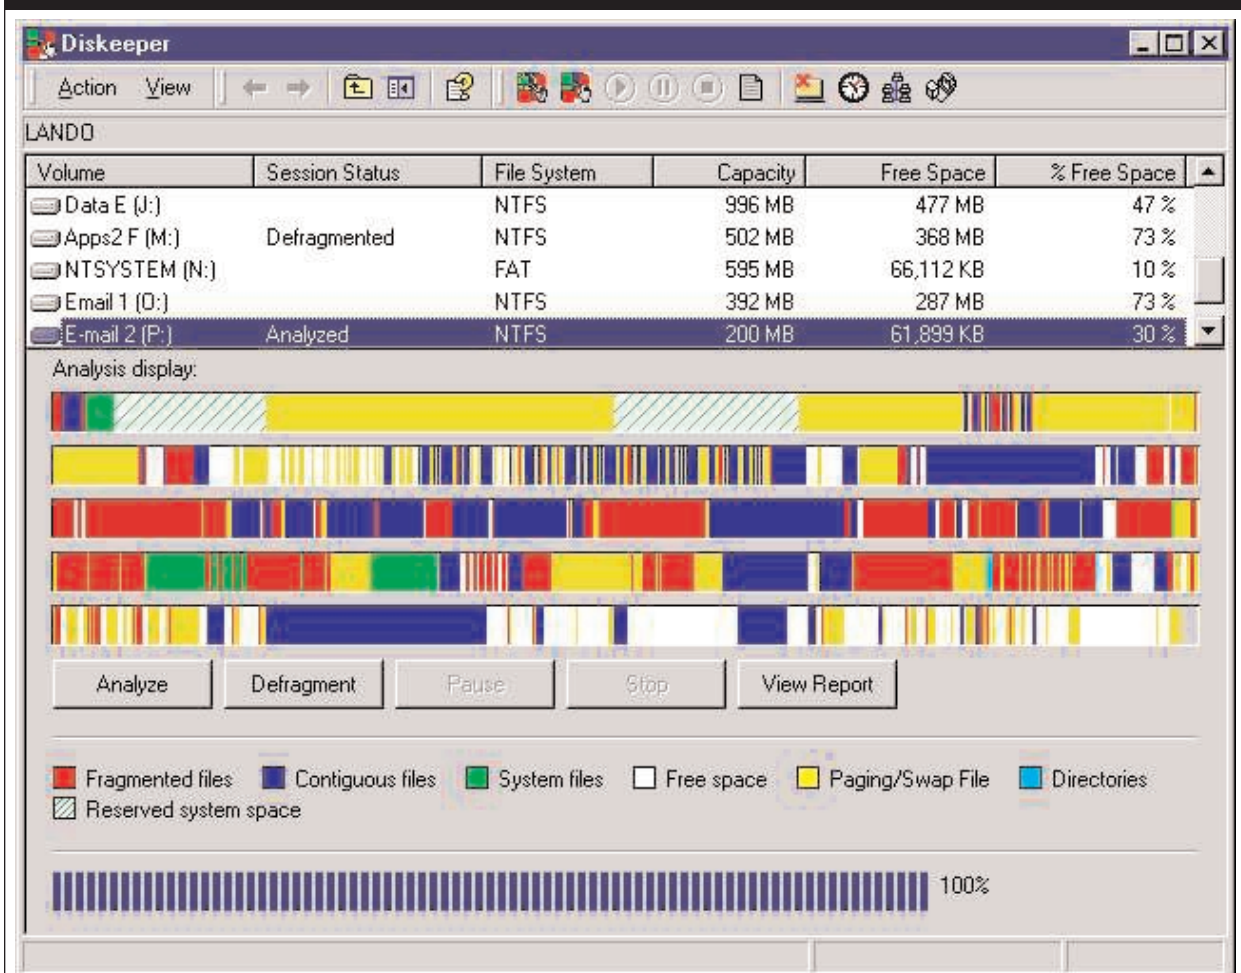 Diskeeper
Action View
LANDO
Volume Session Status File System Capacity Free Space % Free Space
Data E (J:) NTFS 996 MB 477 MB 47 %
Apps2 F (M:) Defragmented NTFS 502 MB 368 MB 73 %
NTSYSTEM (N:) FAT 595 MB 66,112 KB 10 %
Email 1 (O:) NTFS 392 MB 287 MB 73 %
E-mail 2 (P:) Analyzed NTFS 200 MB 61,899 KB 30 %
Analysis display:
Analyze Defragment Pause Stop View Report
Fragmented files Contiguous files System files Free space Paging/Swap File Directories
Reserved system space
100%